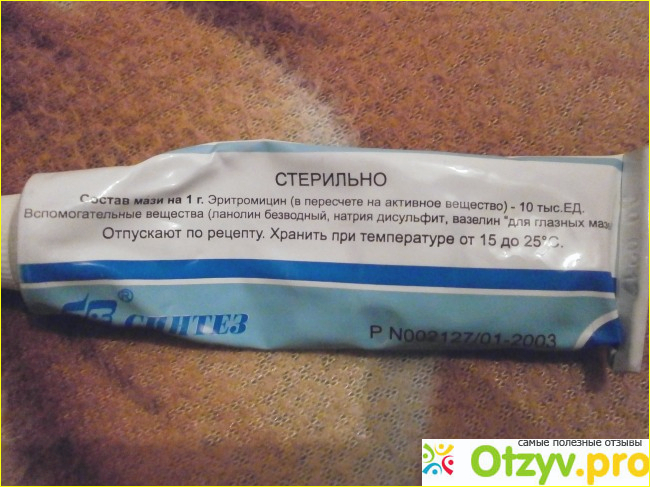 СТЕРИЛЬНО
Состав мази на 1 г. Эритромицин (в пересчете на активное вещество) - 10 тыс.ЕД.
Вспомогательные вещества (ланолин безводный, натрия дисульфит, вазелин "для глазных маз
Отпускают по рецепту. Хранить при температуре от 15 до 25°С.
® СИНТЕЗ
Р N002127/01-2003
самые полезные отзывы
Otzyv.pro